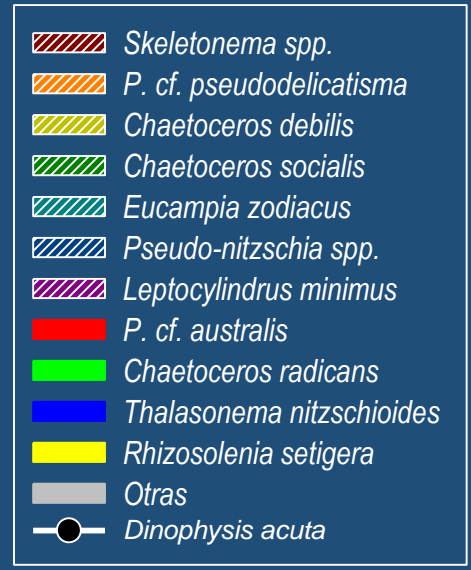 Skeletonema spp.
P. cf. pseudodelicatisma
Chaetoceros debilis
Chaetoceros socialis
Eucampia zodiacus
Pseudo-nitzschia spp.
Leptocylindrus minimus
P. cf. australis
Chaetoceros radicans
Thalasonema nitzschioides
Rhizosolenia setigera
Otras
Dinophysis acuta